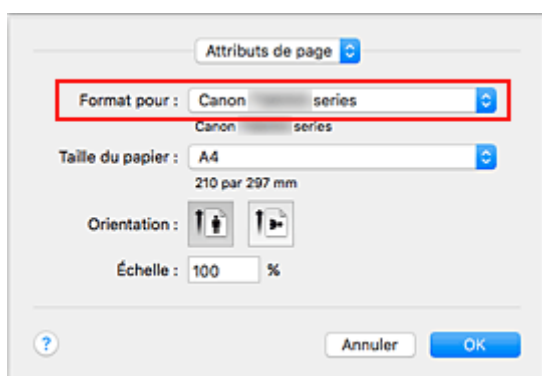 Attributs de page
Format pour : Canon series
Canon series
Taille du papier : A4
210 par 297 mm
Orientation :
Échelle : 100 %
?
Annuler OK